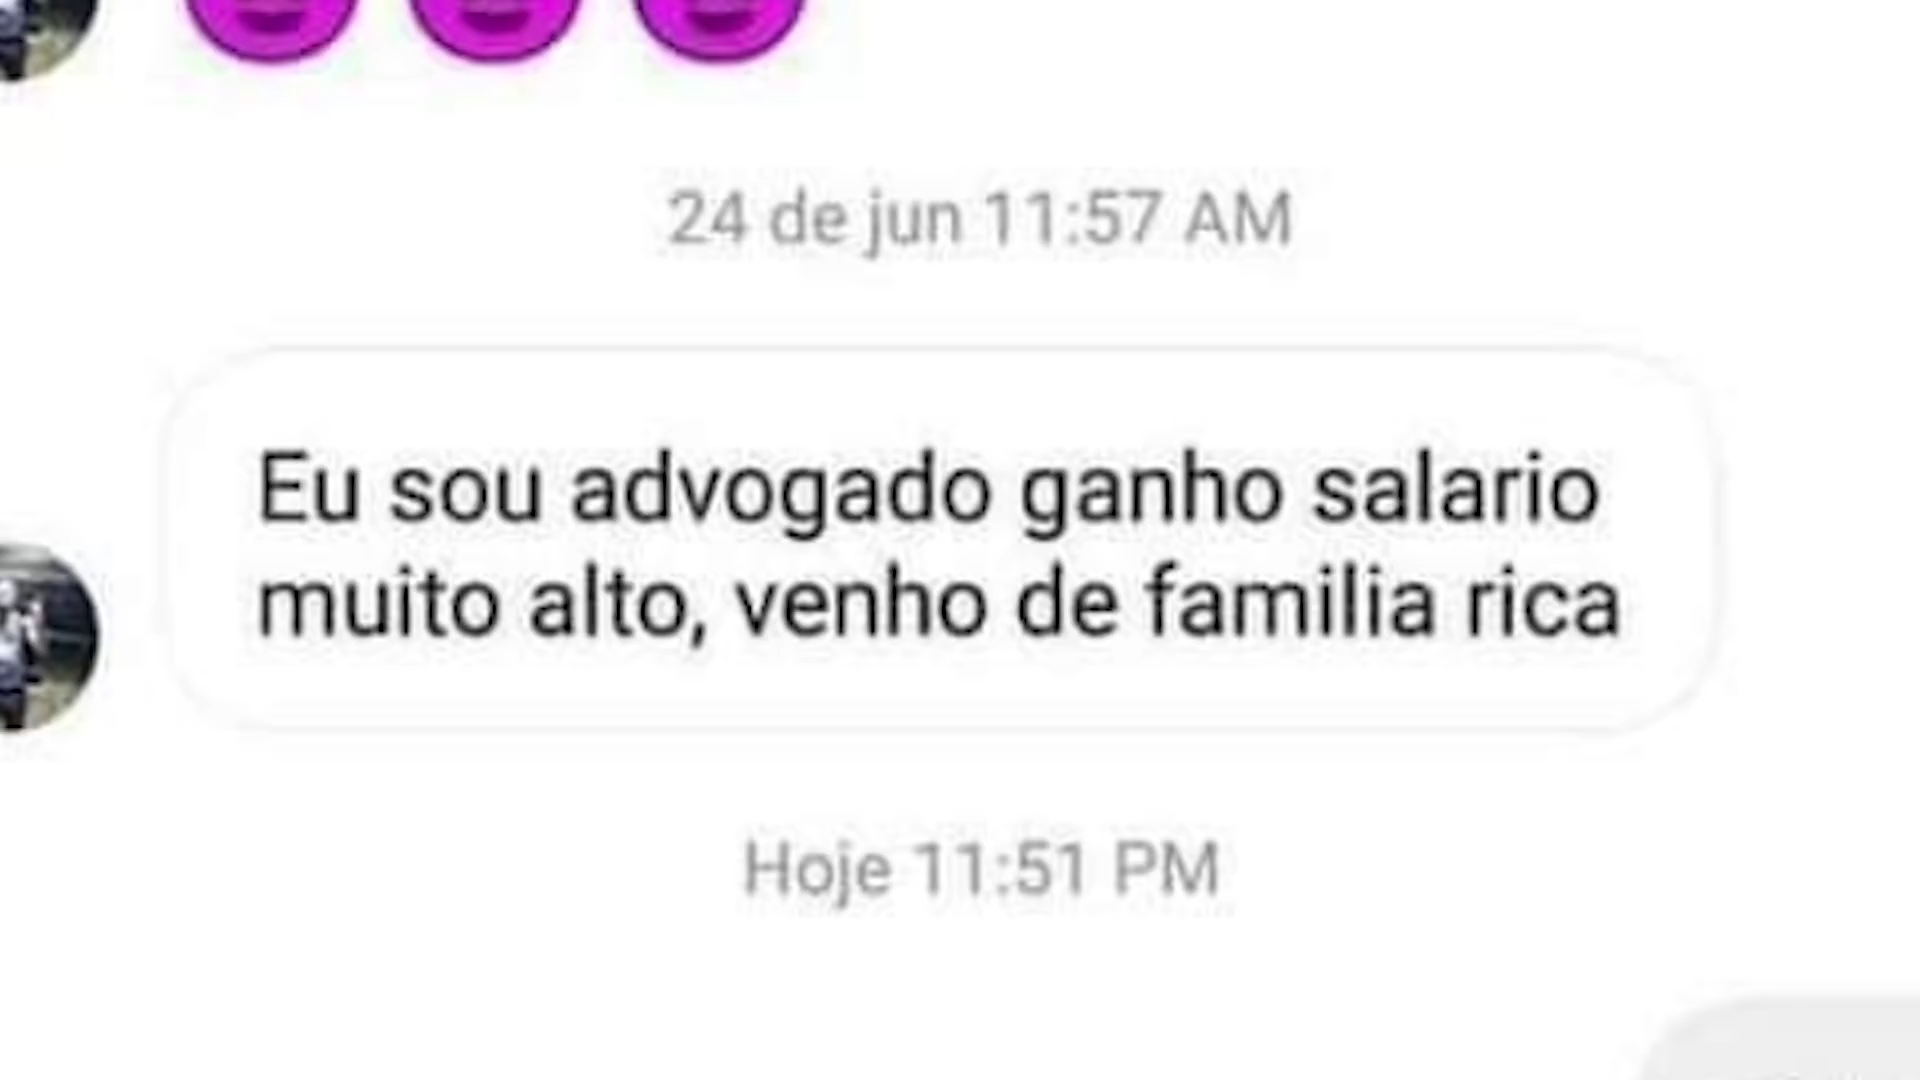 24 de jun 11:57 AM
Eu sou advogado ganho salario
muito alto, venho de familia rica
Hoje 11:51 PM